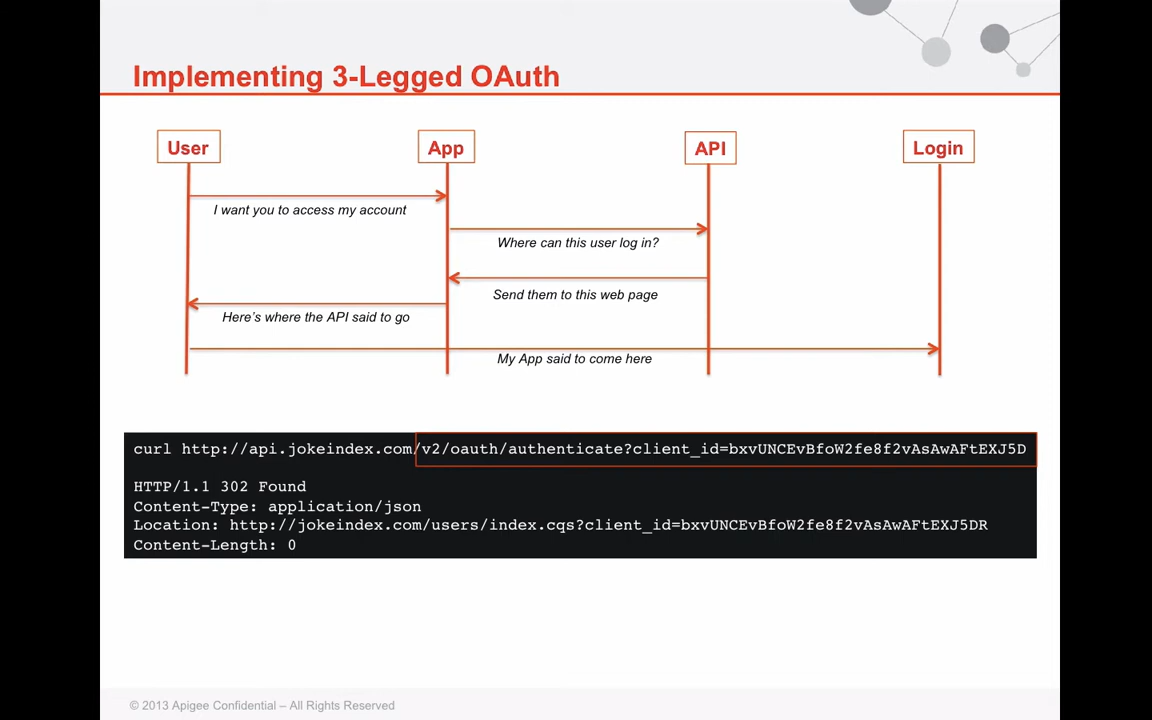 Implementing 3-Legged OAuth
User
App
API
Login
I want you to access my account
Where can this user log in?
Send them to this web page
Here's where the API said to go
My App said to come here
curl http://api.jokeindex.com/v2/oauth/authenticate?client_id=bxvUNCEvBfoW2fe8f2vAsAwAFtEXJ5D
HTTP/1.1 302 Found
Content-Type: application/json
Location: http://jokeindex.com/users/index.cqs?client_id=bxvUNCEvBfoW2fe8f2vAsAwAFtEXJ5DR
Content-Length: 0
© 2013 Apigee Confidential – All Rights Reserved